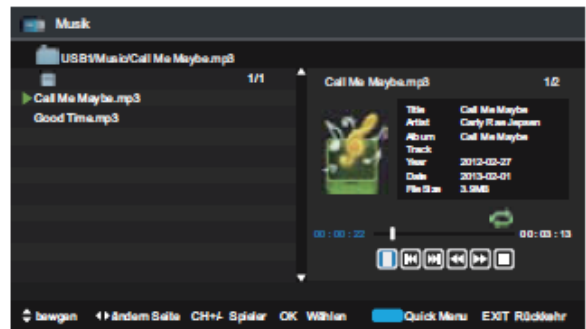 Musik
USB1/Music/Call Me Maybe.mp3
1/1
Call Me Maybe.mp3
Good Time.mp3
Call Me Maybe.mp3 1/2
Title Call Me Maybe
Artist Carly Rae Jepsen
Album Call Me Maybe
Track
Year 2012-02-27
Date 2013-02-01
File Size 3.9MB
00:00:22 00:03:13
bewgen ändern Seite CH+/- Spieler OK Wählen Quick Menu EXIT Rückkehr